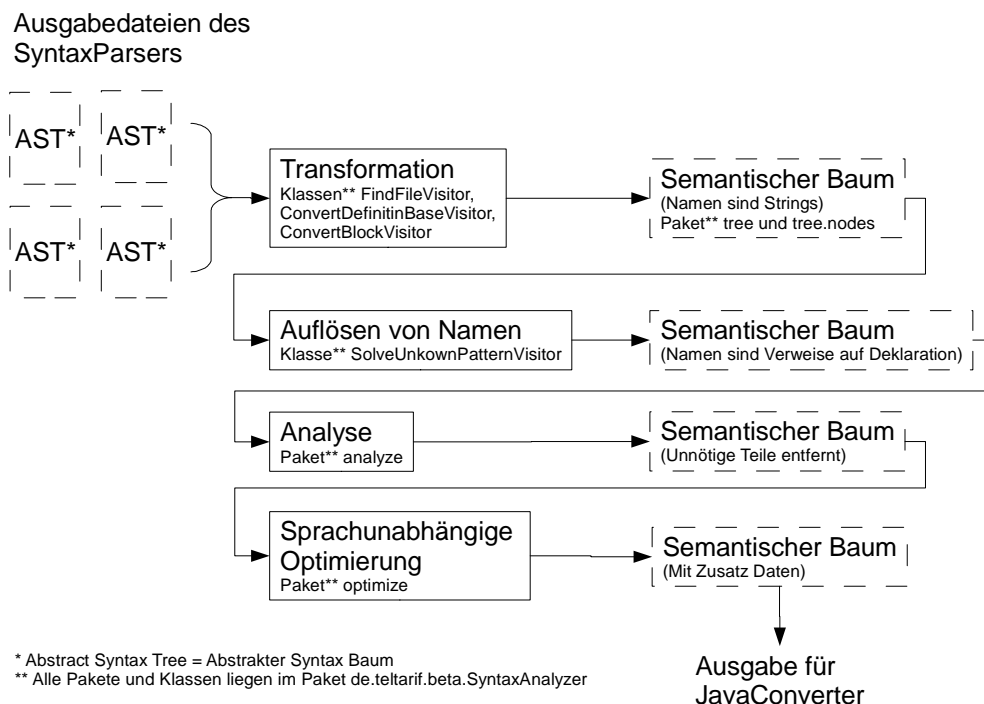 Ausgabedateien des
SyntaxParsers
AST*
AST*
AST*
AST*
Transformation
Klassen** FindFileVisitor,
ConvertDefinitinBaseVisitor,
ConvertBlockVisitor
Semantischer Baum
(Namen sind Strings)
Paket** tree und tree.nodes
Auflösen von Namen
Klasse** SolveUnkownPatternVisitor
Semantischer Baum
(Namen sind Verweise auf Deklaration)
Analyse
Paket** analyze
Semantischer Baum
(Unnötige Teile entfernt)
Sprachunabhängige
Optimierung
Paket** optimize
Semantischer Baum
(Mit Zusatz Daten)
* Abstract Syntax Tree = Abstrakter Syntax Baum
** Alle Pakete und Klassen liegen im Paket de.teltarif.beta.SyntaxAnalyzer
Ausgabe für
JavaConverter